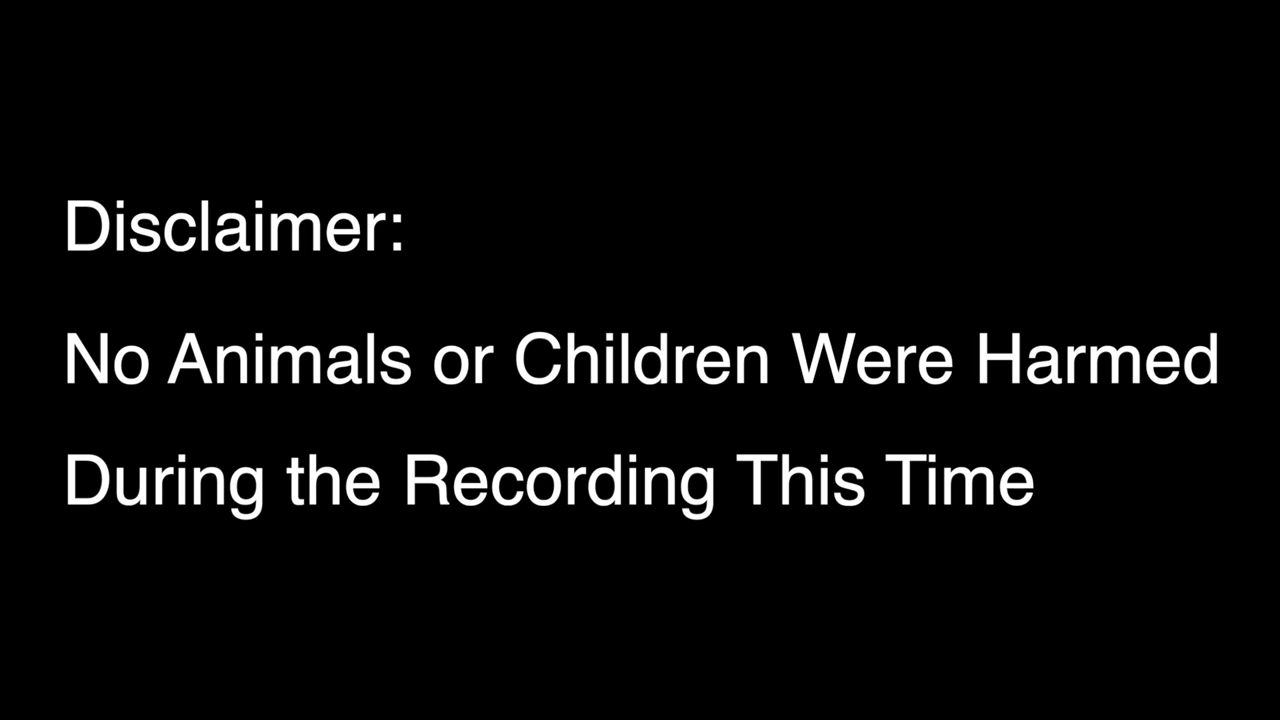 Disclaimer:
No Animals or Children Were Harmed
During the Recording This Time